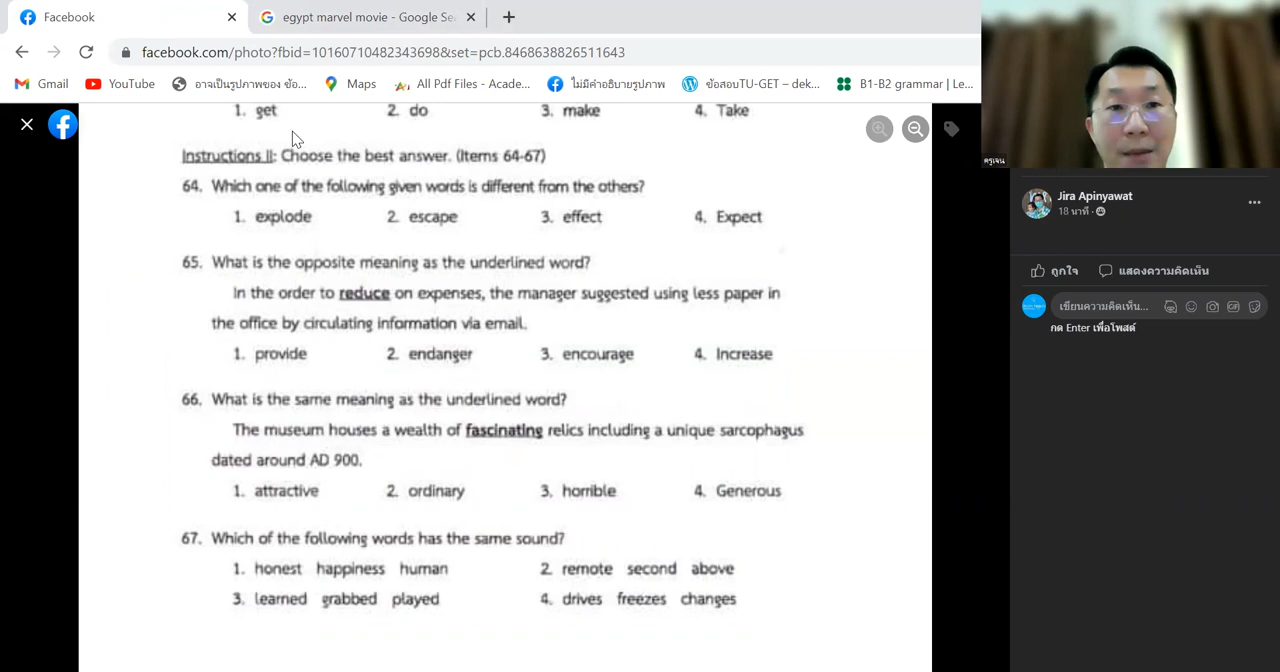 Facebook
egypt marvel movie - Google Se
facebook.com/photo?fbid=101607104823436988&set=pcb.8468638826511643
Gmail YouTube อาจเป็นรูปภาพของ ข้อ... Maps All Pdf Files - Acade... ไม่มีคำอธิบายรูปภาพ ข้อสอบTU-GET – dek... B1-B2 grammar | Le...
1. get 2. do 3. make 4. Take
Instructions II: Choose the best answer. (Items 64-67)
64. Which one of the following given words is different from the others?
1. explode 2. escape 3. effect 4. Expect
65. What is the opposite meaning as the underlined word?
In the order to reduce on expenses, the manager suggested using less paper in
the office by circulating information via email.
1. provide 2. endanger 3. encourage 4. Increase
66. What is the same meaning as the underlined word?
The museum houses a wealth of fascinating relics including a unique sarcophagus
dated around AD 900.
1. attractive 2. ordinary 3. horrible 4. Generous
67. Which of the following words has the same sound?
1. honest happiness human 2. remote second above
3. learned grabbed played 4. drives freezes changes
ครูเจน
Jira Apinyawat
18 นาที ·
ถูกใจ แสดงความคิดเห็น
เขียนความคิดเห็น...
กด Enter เพื่อโพสต์